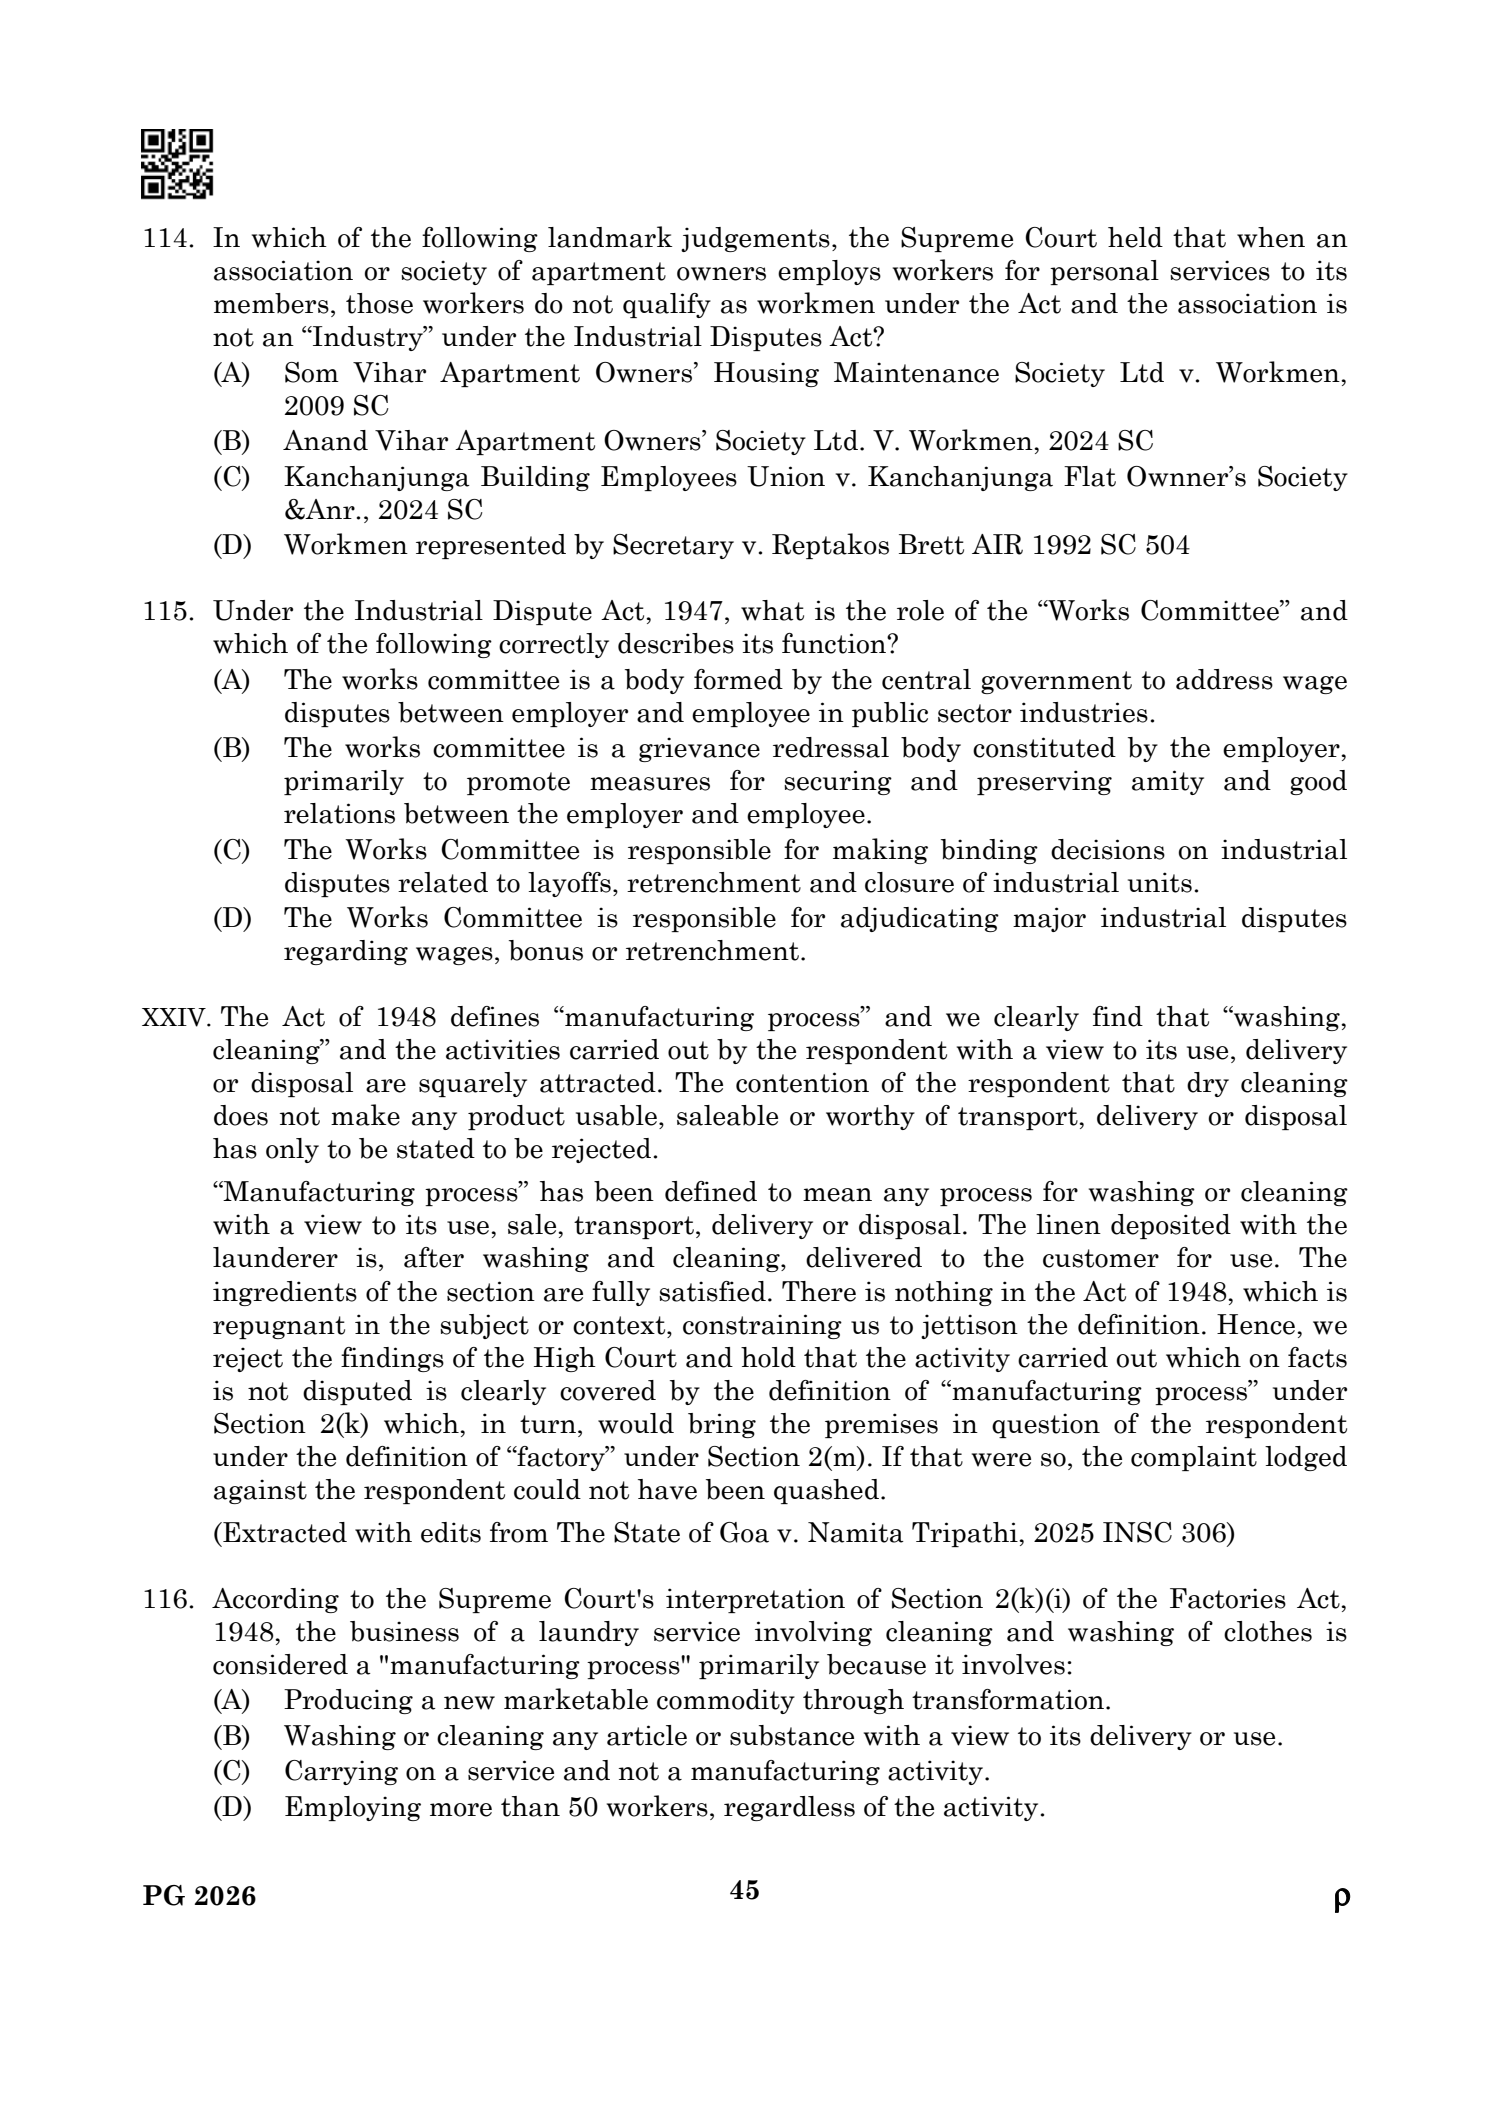 114. In which of the following landmark judgements, the Supreme Court held that when an
association or society of apartment owners employs workers for personal services to its
members, those workers do not qualify as workmen under the Act and the association is
not an “Industry” under the Industrial Disputes Act?
(A) Som Vihar Apartment Owners’ Housing Maintenance Society Ltd v. Workmen,
2009 SC
(B) Anand Vihar Apartment Owners’ Society Ltd. V. Workmen, 2024 SC
(C) Kanchanjunga Building Employees Union v. Kanchanjunga Flat Ownner’s Society
&Anr., 2024 SC
(D) Workmen represented by Secretary v. Reptakos Brett AIR 1992 SC 504
115. Under the Industrial Dispute Act, 1947, what is the role of the “Works Committee” and
which of the following correctly describes its function?
(A) The works committee is a body formed by the central government to address wage
disputes between employer and employee in public sector industries.
(B) The works committee is a grievance redressal body constituted by the employer,
primarily to promote measures for securing and preserving amity and good
relations between the employer and employee.
(C) The Works Committee is responsible for making binding decisions on industrial
disputes related to layoffs, retrenchment and closure of industrial units.
(D) The Works Committee is responsible for adjudicating major industrial disputes
regarding wages, bonus or retrenchment.
XXIV. The Act of 1948 defines “manufacturing process” and we clearly find that “washing,
cleaning” and the activities carried out by the respondent with a view to its use, delivery
or disposal are squarely attracted. The contention of the respondent that dry cleaning
does not make any product usable, saleable or worthy of transport, delivery or disposal
has only to be stated to be rejected.
“Manufacturing process” has been defined to mean any process for washing or cleaning
with a view to its use, sale, transport, delivery or disposal. The linen deposited with the
launderer is, after washing and cleaning, delivered to the customer for use. The
ingredients of the section are fully satisfied. There is nothing in the Act of 1948, which is
repugnant in the subject or context, constraining us to jettison the definition. Hence, we
reject the findings of the High Court and hold that the activity carried out which on facts
is not disputed is clearly covered by the definition of “manufacturing process” under
Section 2(k) which, in turn, would bring the premises in question of the respondent
under the definition of “factory” under Section 2(m). If that were so, the complaint lodged
against the respondent could not have been quashed.
(Extracted with edits from The State of Goa v. Namita Tripathi, 2025 INSC 306)
116. According to the Supreme Court's interpretation of Section 2(k)(i) of the Factories Act,
1948, the business of a laundry service involving cleaning and washing of clothes is
considered a "manufacturing process" primarily because it involves:
(A) Producing a new marketable commodity through transformation.
(B) Washing or cleaning any article or substance with a view to its delivery or use.
(C) Carrying on a service and not a manufacturing activity.
(D) Employing more than 50 workers, regardless of the activity.
PG 2026 45 ρ